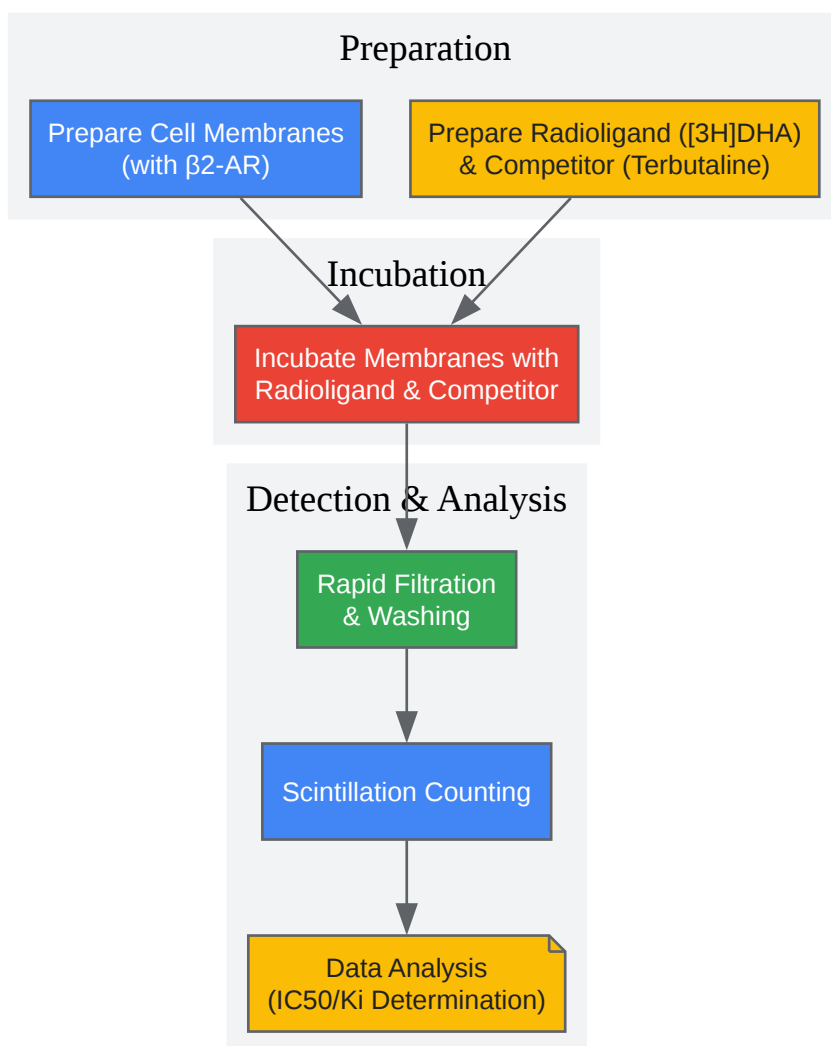 Preparation
Prepare Cell Membranes
(with β2-AR)
Prepare Radioligand ([3H]DHA)
& Competitor (Terbutaline)
Incubation
Incubate Membranes with
Radioligand & Competitor
Detection & Analysis
Rapid Filtration
& Washing
Scintillation Counting
Data Analysis
(IC50/Ki Determination)